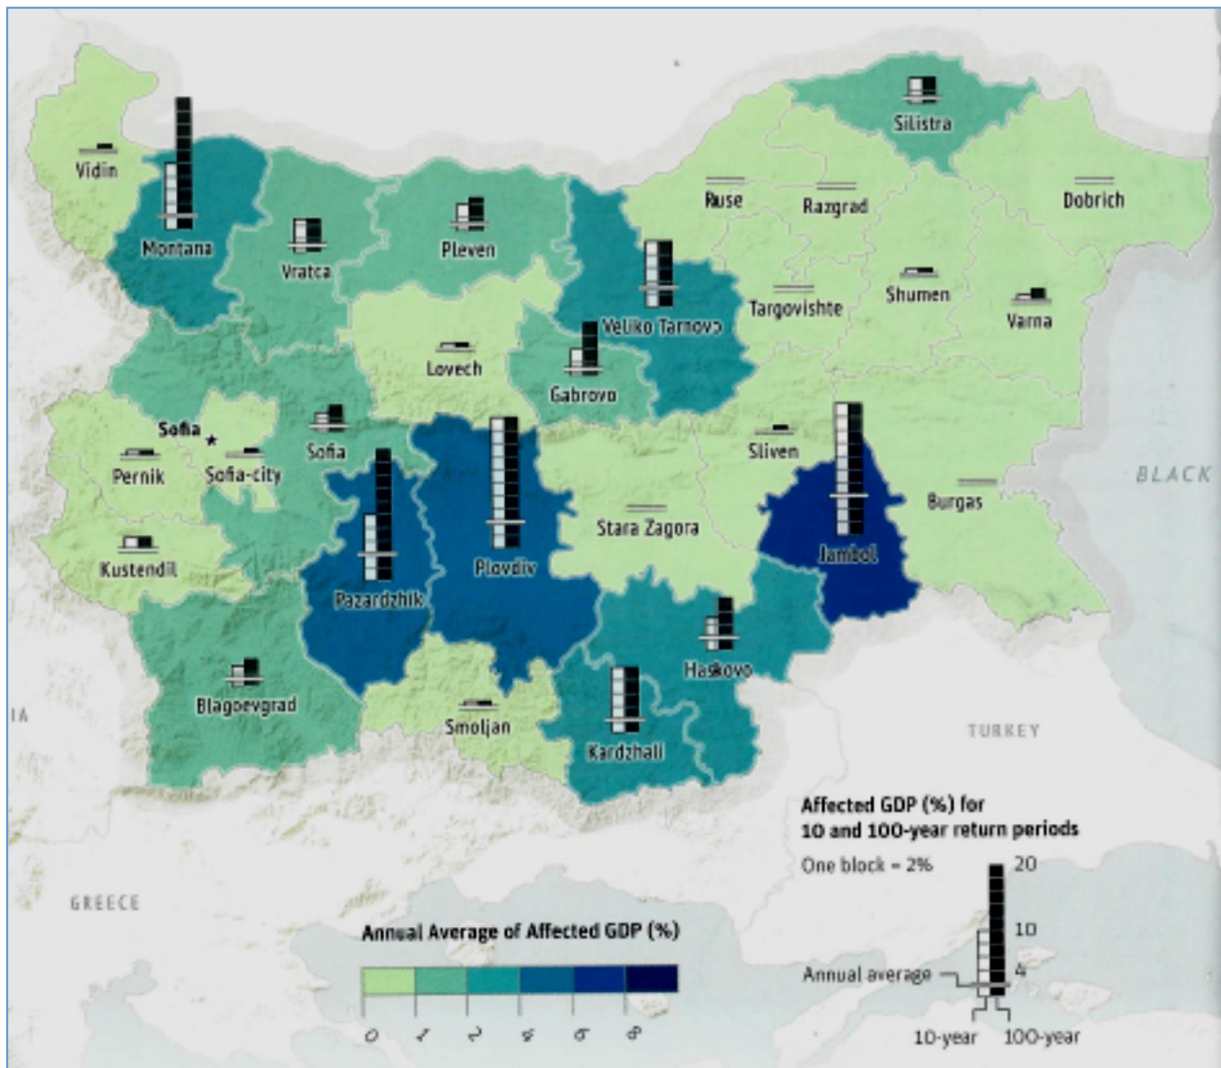 Silistra
Vidin
Ruse
Razgrad
Dobrich
Montana
Vratca
Pleven
Targovishte
Shumen
Varna
Veliko Tarnovo
Lovech
Gabrovo
Sofia
Sofia
Sliven
Pernik
Sofia-city
BLACK
Burgas
Stara Zagora
Jambol
Kustendil
Pazardzhik
Plovdiv
Haskovo
Blagoevgrad
Smoljan
Kardzhali
IA
TURKEY
GREECE
Affected GDP (%) for
10 and 100-year return periods
One block = 2%
20
10
4
Annual average
10-year
100-year
Annual Average of Affected GDP (%)
0 1 2 4 6 8